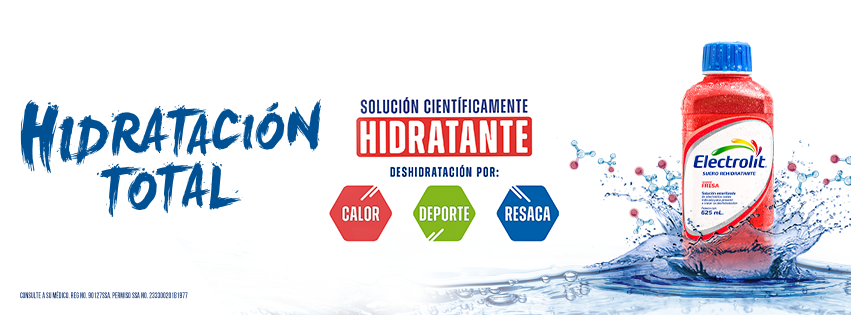 HIDRATACIÓN
TOTAL
SOLUCIÓN CIENTÍFICAMENTE
HIDRATANTE
DESHIDRATACIÓN POR:
CALOR
DEPORTE
RESACA
Electrolit
SUERO REHIDRATANTE
FRESA
625 mL.
CONSULTE A SU MÉDICO. REG NO. 90127SSA. PERMISO SSA NO. 23330020161977